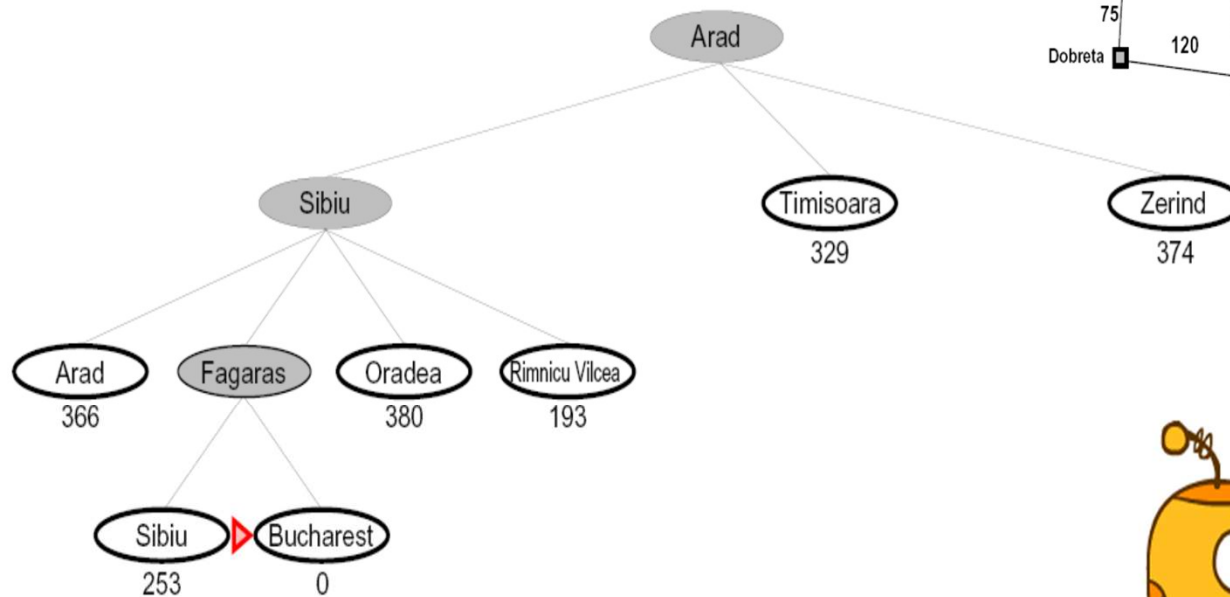 Arad
75
Dobreta
120
Sibiu
Timisoara
Zerind
329
374
Arad
Fagaras
Oradea
Rimnicu Vilcea
366
380
193
Sibiu
Bucharest
253
0